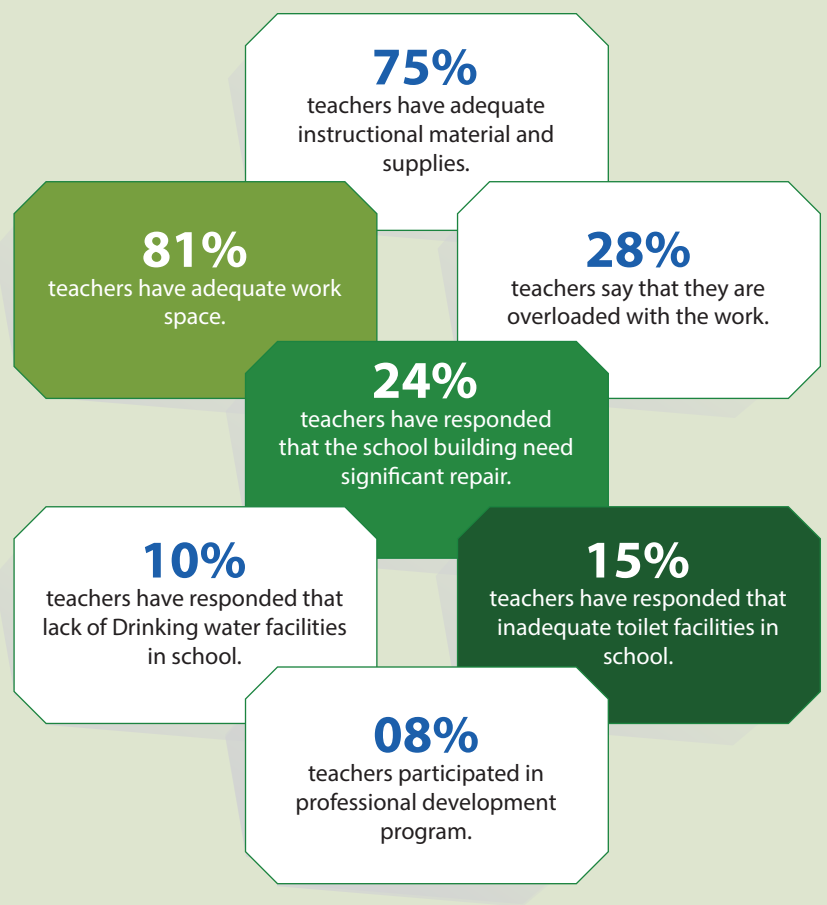 75%
teachers have adequate
instructional material and
supplies.
81%
teachers have adequate work
space.
28%
teachers say that they are
overloaded with the work.
24%
teachers have responded
that the school building need
significant repair.
10%
teachers have responded that
lack of Drinking water facilities
in school.
15%
teachers have responded that
inadequate toilet facilities in
school.
08%
teachers participated in
professional development
program.